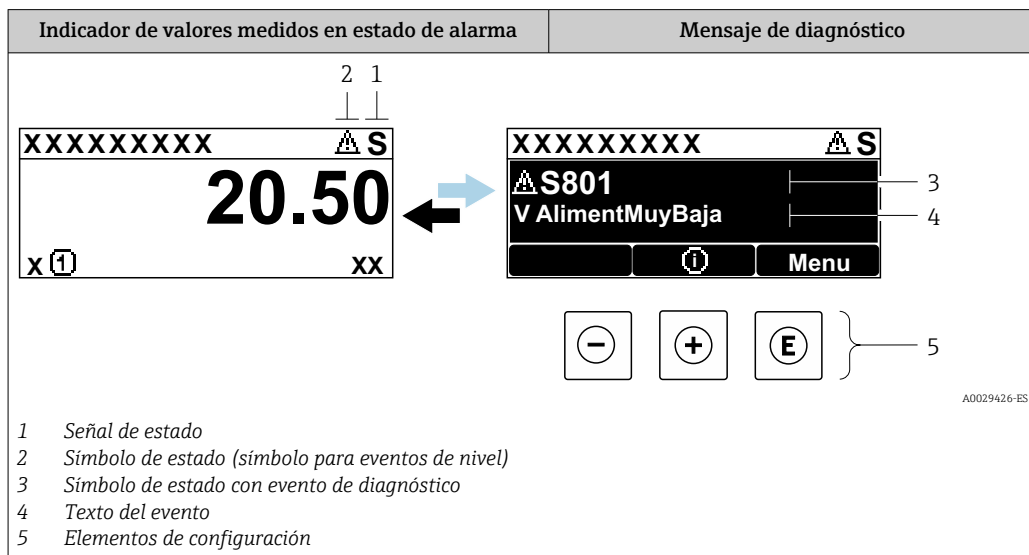 Indicador de valores medidos en estado de alarma
Mensaje de diagnóstico
2 1
XXXXXXXXX ⚠ S
20.50
x 1 xx
XXXXXXXXX ⚠ S
⚠S801
V AlimentMuyBaja
i Menu
3
4
- + E
5
A0029426-ES
1 Señal de estado
2 Símbolo de estado (símbolo para eventos de nivel)
3 Símbolo de estado con evento de diagnóstico
4 Texto del evento
5 Elementos de configuración